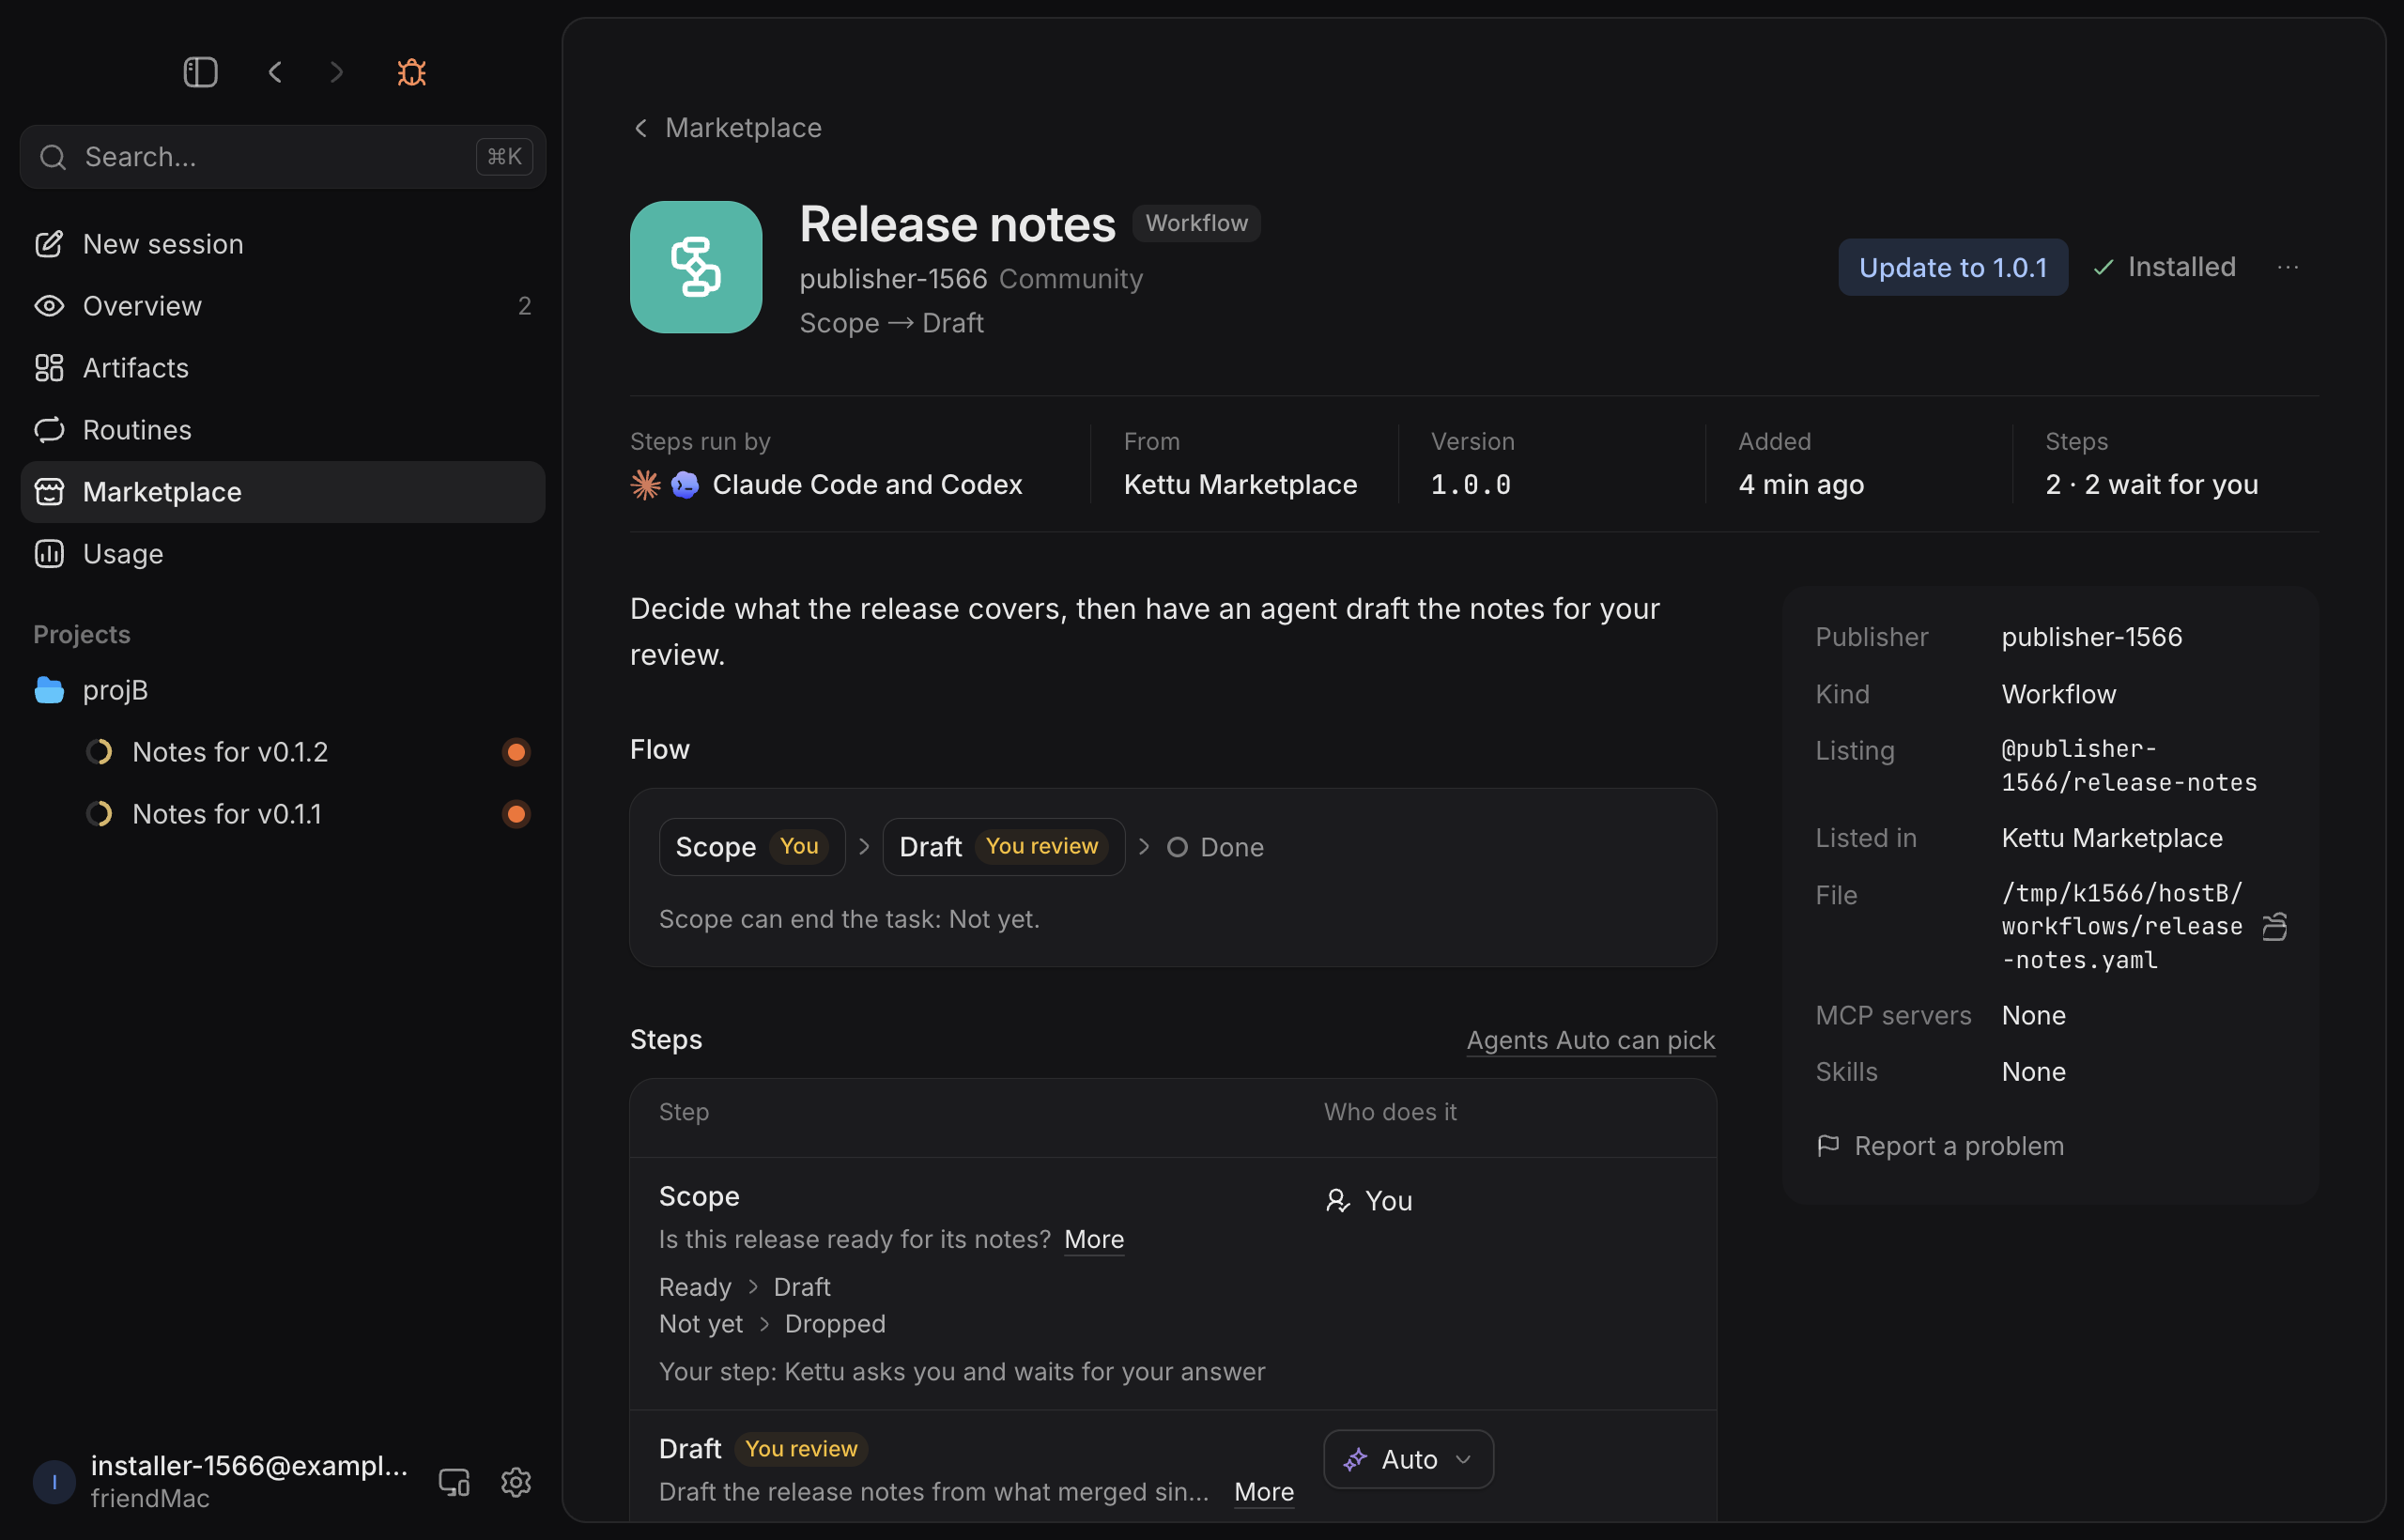 Search...
⌘K
New session
Overview
2
Artifacts
Routines
Marketplace
Usage
Projects
projB
Notes for v0.1.2
Notes for v0.1.1
I
installer-1566@exampl...
friendMac
Marketplace
Release notes
Workflow
publisher-1566 Community
Scope → Draft
Update to 1.0.1
Installed
Steps run by
Claude Code and Codex
From
Kettu Marketplace
Version
1.0.0
Added
4 min ago
Steps
2 · 2 wait for you
Decide what the release covers, then have an agent draft the notes for your
review.
Flow
Scope You > Draft You review > Done
Scope can end the task: Not yet.
Steps
Agents Auto can pick
Step
Who does it
Scope
You
Is this release ready for its notes? More
Ready > Draft
Not yet > Dropped
Your step: Kettu asks you and waits for your answer
Draft You review
Auto
Draft the release notes from what merged sin... More
Publisher
publisher-1566
Kind
Workflow
Listing
@publisher-
1566/release-notes
Listed in
Kettu Marketplace
File
/tmp/k1566/hostB/
workflows/release
-notes.yaml
MCP servers
None
Skills
None
Report a problem